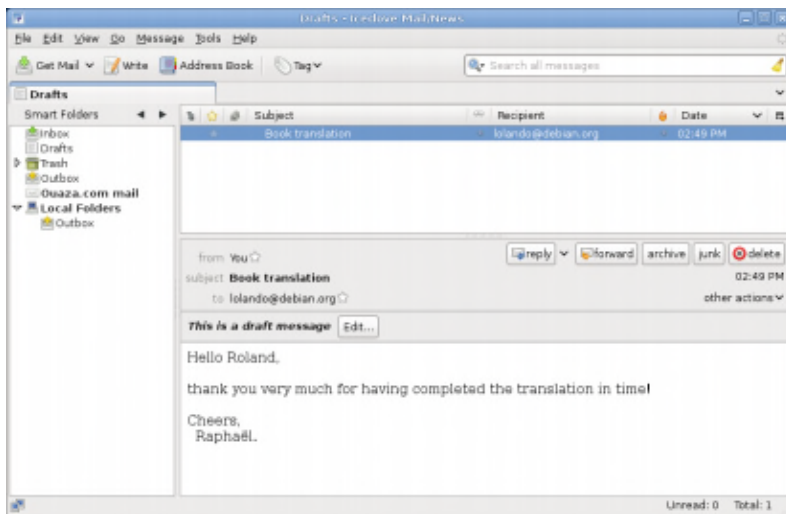 Drafts - Icedove Mail/News
File Edit View Go Message Tools Help
Get Mail Write Address Book Tag Search all messages
Drafts
Smart Folders Subject Recipient Date
Inbox Book translation lolando@debian.org 02:49 PM
Drafts
Trash
Outbox
Ouaza.com mail
Local Folders
Outbox
from You reply forward archive junk delete
subject Book translation 02:49 PM
to lolando@debian.org other actions
This is a draft message Edit...
Hello Roland,
thank you very much for having completed the translation in time!
Cheers,
Raphaël.
Unread: 0 Total: 1